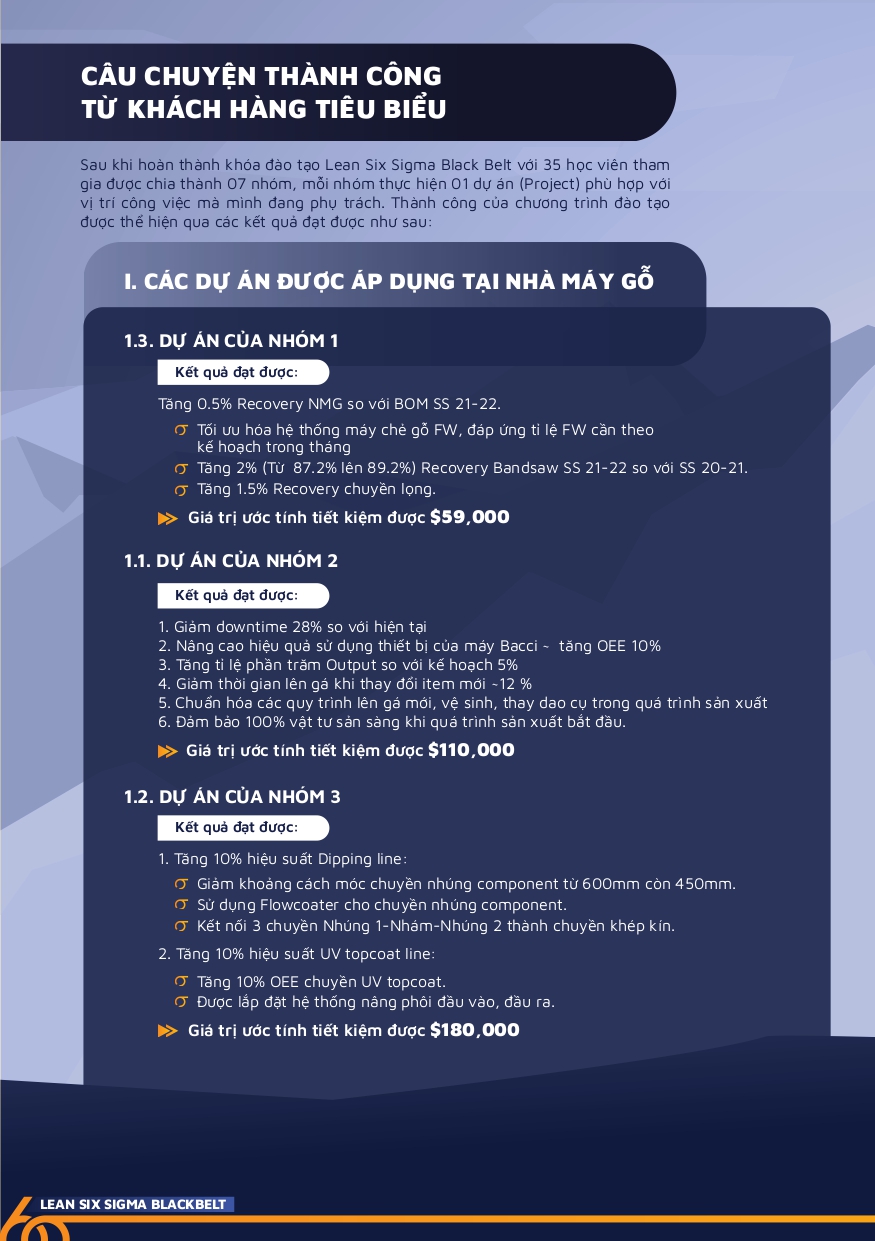 CÂU CHUYỆN THÀNH CÔNG
TỪ KHÁCH HÀNG TIÊU BIỂU
Sau khi hoàn thành khóa đào tạo Lean Six Sigma Black Belt với 35 học viên tham
gia được chia thành 07 nhóm, mỗi nhóm thực hiện 01 dự án (Project) phù hợp với
vị trí công việc mà mình đang phụ trách. Thành công của chương trình đào tạo
được thể hiện qua các kết quả đạt được như sau:
I. CÁC DỰ ÁN ĐƯỢC ÁP DỤNG TẠI NHÀ MÁY GỖ
1.3. DỰ ÁN CỦA NHÓM 1
Kết quả đạt được:
Tăng 0.5% Recovery NMG so với BOM SS 21-22.
Tối ưu hóa hệ thống máy chẻ gỗ FW, đáp ứng tỉ lệ FW cần theo
kế hoạch trong tháng
Tăng 2% (Từ 87.2% lên 89.2%) Recovery Bandsaw SS 21-22 so với SS 20-21.
Tăng 1.5% Recovery chuyền lọng.
Giá trị ước tính tiết kiệm được $59,000
1.1. DỰ ÁN CỦA NHÓM 2
Kết quả đạt được:
1. Giảm downtime 28% so với hiện tại
2. Nâng cao hiệu quả sử dụng thiết bị của máy Bacci ~ tăng OEE 10%
3. Tăng tỉ lệ phần trăm Output so với kế hoạch 5%
4. Giảm thời gian lên gá khi thay đổi item mới ~12 %
5. Chuẩn hóa các quy trình lên gá mới, vệ sinh, thay dao cụ trong quá trình sản xuất
6. Đảm bảo 100% vật tư sản sàng khi quá trình sản xuất bắt đầu.
Giá trị ước tính tiết kiệm được $110,000
1.2. DỰ ÁN CỦA NHÓM 3
Kết quả đạt được:
1. Tăng 10% hiệu suất Dipping line:
Giảm khoảng cách móc chuyền nhúng component từ 600mm còn 450mm.
Sử dụng Flowcoater cho chuyền nhúng component.
Kết nối 3 chuyền Nhúng 1-Nhám-Nhúng 2 thành chuyền khép kín.
2. Tăng 10% hiệu suất UV topcoat line:
Tăng 10% OEE chuyền UV topcoat.
Được lắp đặt hệ thống nâng phôi đầu vào, đầu ra.
Giá trị ước tính tiết kiệm được $180,000
LEAN SIX SIGMA BLACKBELT